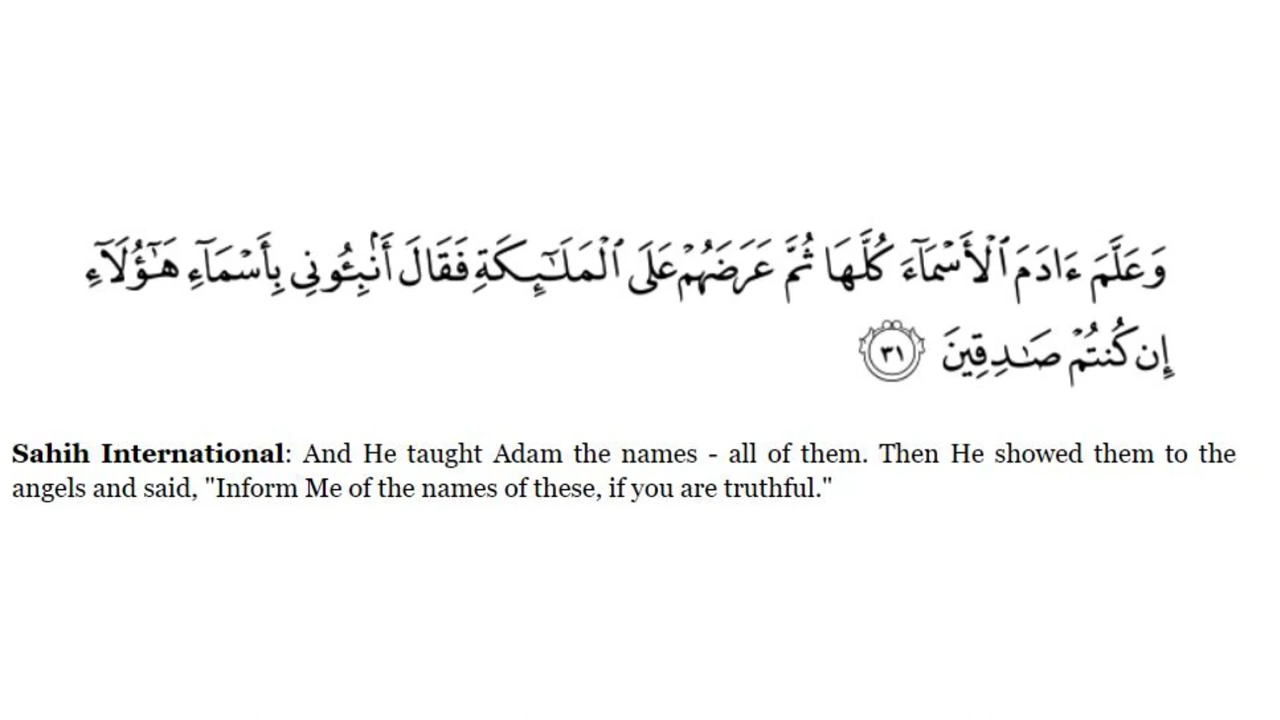 وَعَلَّمَ ءَادَمَ ٱلْأَسْمَآءَ كُلَّهَا ثُمَّ عَرَضَهُمْ عَلَى ٱلْمَلَـٰٓئِكَةِ فَقَالَ أَنۢبِـُٔونِى بِأَسْمَآءِ هَـٰٓؤُلَآءِ
إِن كُنتُمْ صَـٰدِقِينَ ٣١
Sahih International: And He taught Adam the names - all of them. Then He showed them to the
angels and said, "Inform Me of the names of these, if you are truthful."